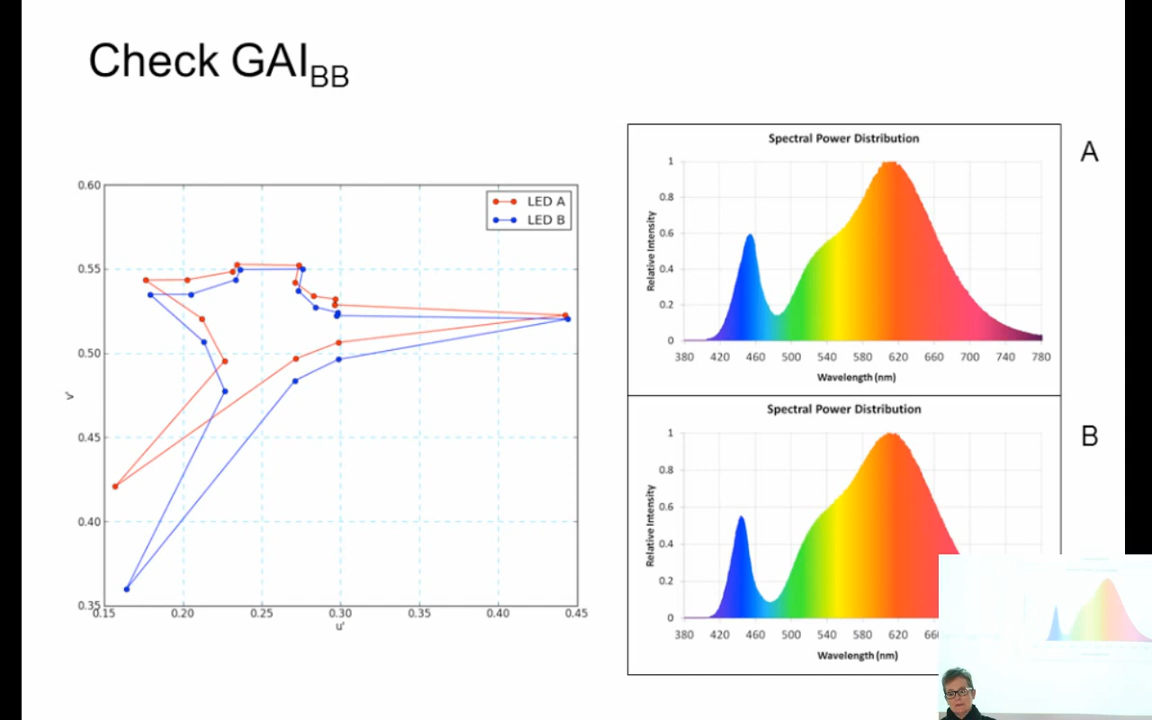 Check GAIBB
0.60
0.55
0.50
0.45
0.40
0.35
v'
0.15 0.20 0.25 0.30 0.35 0.40 0.45
u'
LED A
LED B
Spectral Power Distribution
A
1
0.8
0.6
0.4
0.2
0
Relative Intensity
380 420 460 500 540 580 620 660 700 740 780
Wavelength (nm)
Spectral Power Distribution
B
1
0.8
0.6
0.4
0.2
0
Relative Intensity
380 420 460 500 540 580 620
Wavelength (nm)